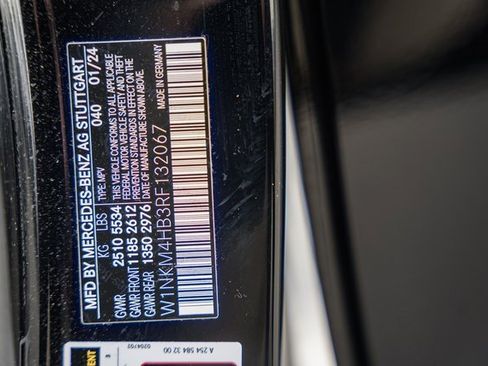 MFD BY MERCEDES-BENZ AG STUTTGART
TYPE: MPV 040 01/24
KG LBS
GVWR 2510 5534
GAWR FRONT 1185 2612
GAWR REAR 1350 2976
THIS VEHICLE CONFORMS TO ALL APPLICABLE
FEDERAL MOTOR VEHICLE SAFETY AND THEFT
PREVENTION STANDARDS IN EFFECT ON THE
DATE OF MANUFACTURE SHOWN ABOVE.
MADE IN GERMANY
W1NKM4HB3RF132067
A 254 584 32 00